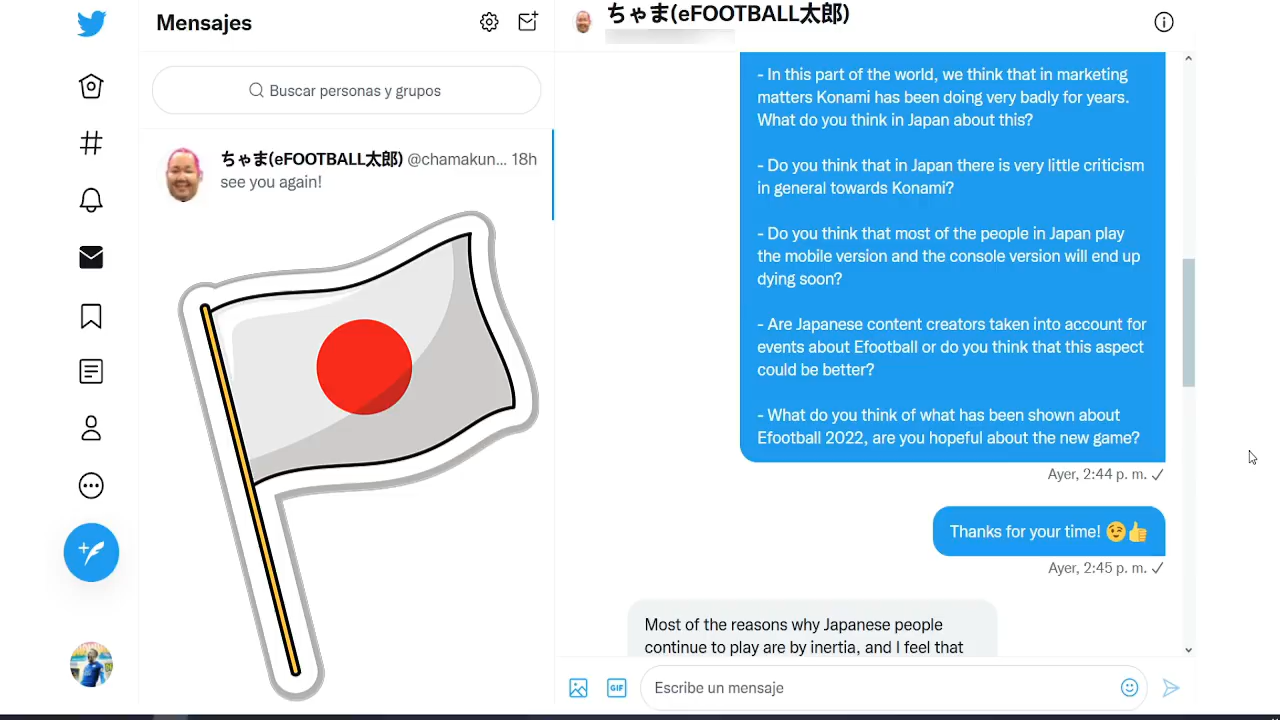 Mensajes
Buscar personas y grupos
ちゃま(eFOOTBALL太郎) @chamakun... 18h
see you again!
ちゃま(eFOOTBALL太郎)
- In this part of the world, we think that in marketing
matters Konami has been doing very badly for years.
What do you think in Japan about this?
- Do you think that in Japan there is very little criticism
in general towards Konami?
- Do you think that most of the people in Japan play
the mobile version and the console version will end up
dying soon?
- Are Japanese content creators taken into account for
events about Efootball or do you think that this aspect
could be better?
- What do you think of what has been shown about
Efootball 2022, are you hopeful about the new game?
Ayer, 2:44 p. m.
Thanks for your time! 😉👍
Ayer, 2:45 p. m.
Most of the reasons why Japanese people
continue to play are by inertia, and I feel that
GIF
Escribe un mensaje